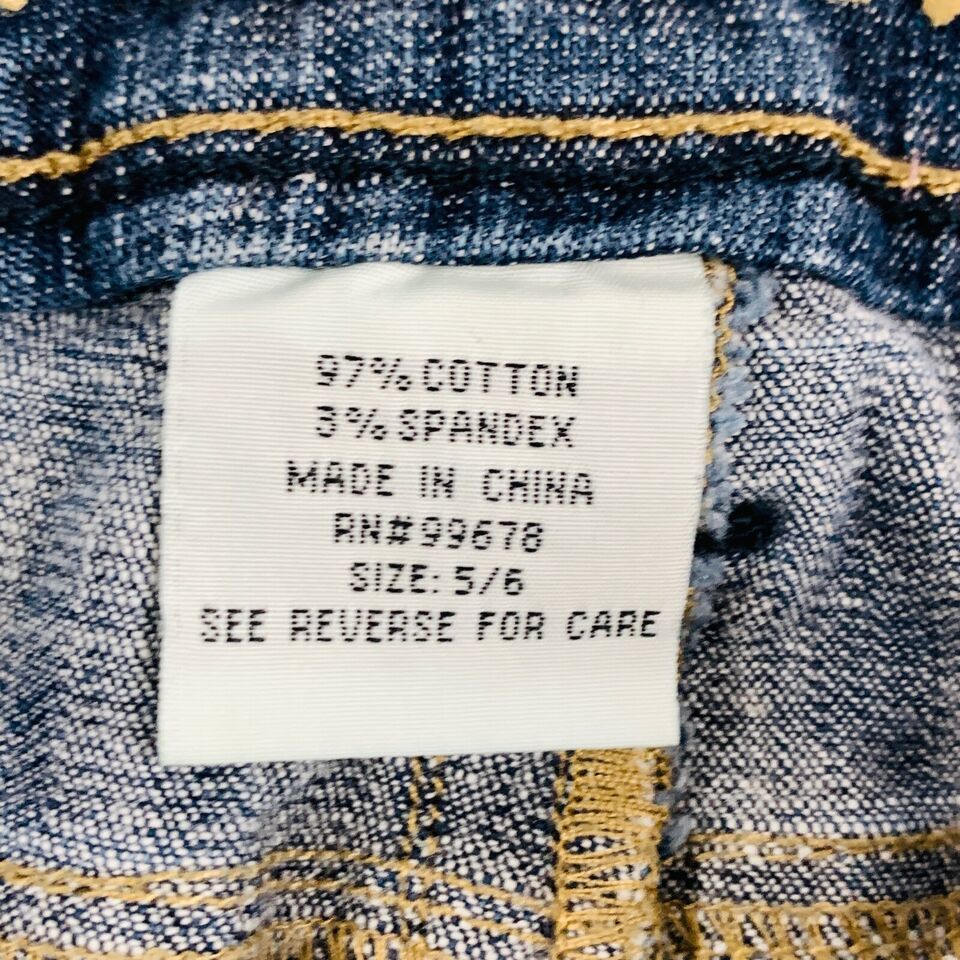 97% COTTON
3% SPANDEX
MADE IN CHINA
RN#99678
SIZE: 5/6
SEE REVERSE FOR CARE